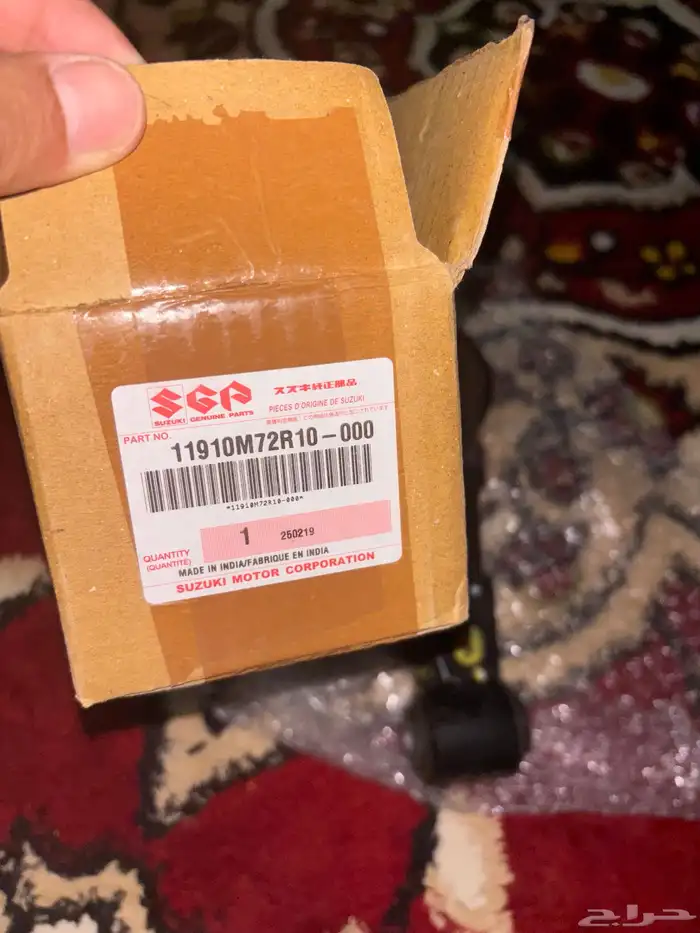 SGP
スズキ純正部品
SUZUKI GENUINE PARTS
PIECES D'ORIGINE DE SUZUKI
PART NO.
11910M72R10-000
*11910M72R10-000*
1 250219
QUANTITY
(QUANTITÉ)
MADE IN INDIA/FABRIQUE EN INDIA
SUZUKI MOTOR CORPORATION
حراج